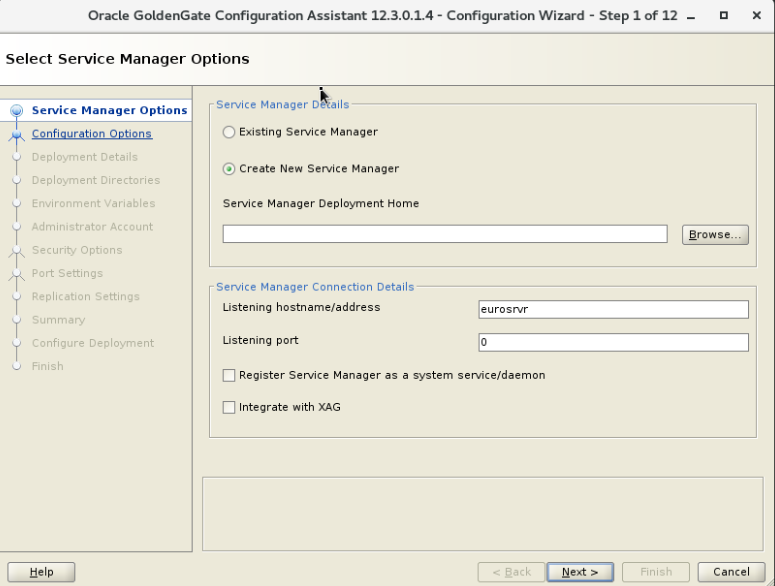 Oracle GoldenGate Configuration Assistant 12.3.0.1.4 - Configuration Wizard - Step 1 of 12
Select Service Manager Options
Service Manager Options
Configuration Options
Deployment Details
Deployment Directories
Environment Variables
Administrator Account
Security Options
Port Settings
Replication Settings
Summary
Configure Deployment
Finish
Service Manager Details
Existing Service Manager
Create New Service Manager
Service Manager Deployment Home
Browse...
Service Manager Connection Details
Listening hostname/address eurosrvr
Listening port 0
Register Service Manager as a system service/daemon
Integrate with XAG
Help < Back Next > Finish Cancel